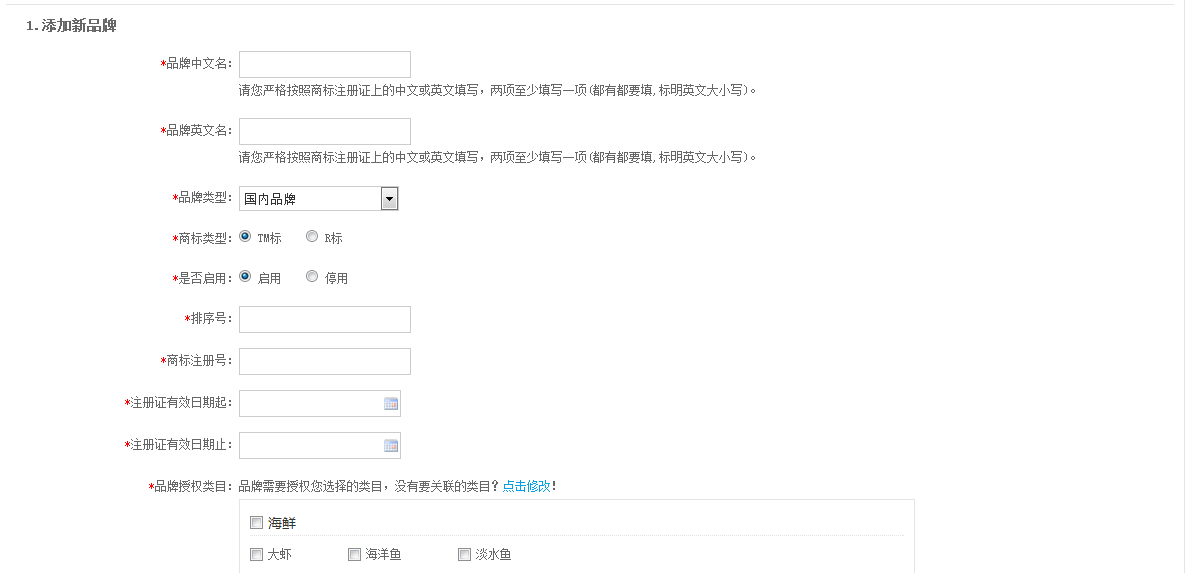 1.添加新品牌
*品牌中文名：
请您严格按照商标注册证上的中文或英文填写，两项至少填写一项(都有都要填,标明英文大小写)。
*品牌英文名：
请您严格按照商标注册证上的中文或英文填写，两项至少填写一项(都有都要填,标明英文大小写)。
*品牌类型： 国内品牌
*商标类型： TM标 R标
*是否启用： 启用 停用
*排序号：
*商标注册号：
*注册证有效日期起：
*注册证有效日期止：
*品牌授权类目： 品牌需要授权您选择的类目，没有要关联的类目？点击修改！
海鲜
大虾 海洋鱼 淡水鱼